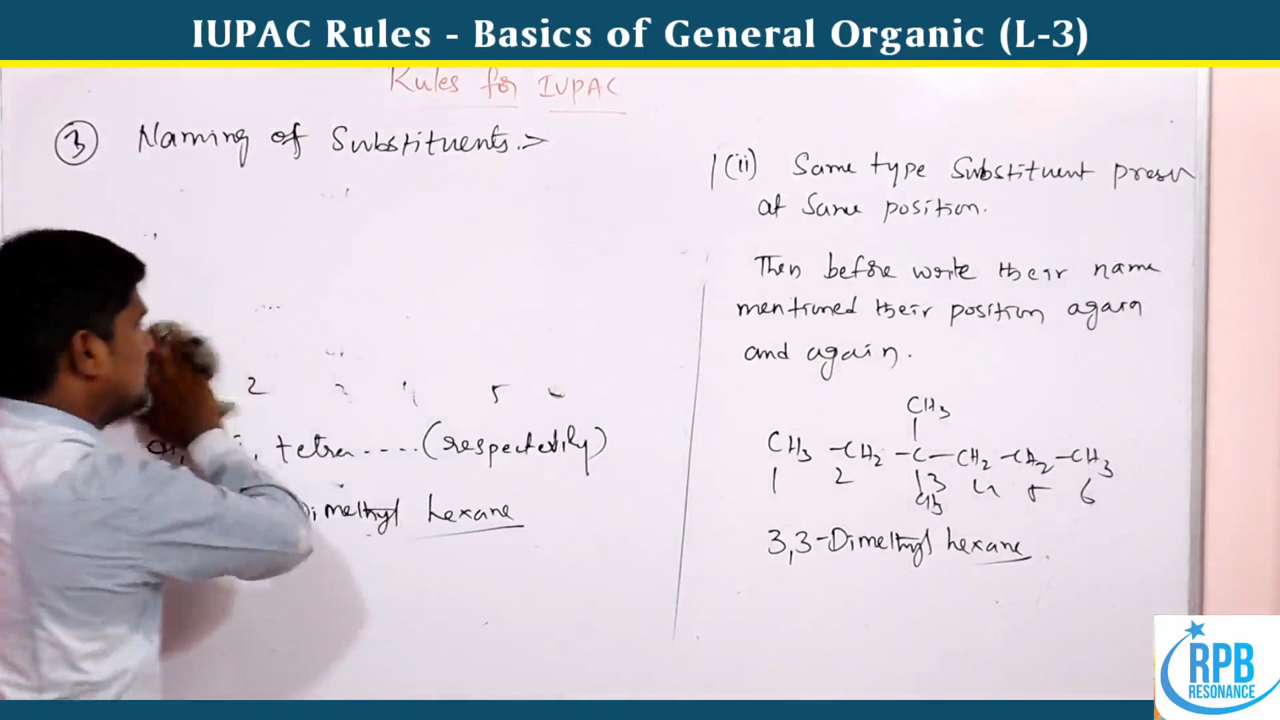 IUPAC Rules - Basics of General Organic (L-3)
Rules for IUPAC
③ Naming of Substituents:->
2 5
, tetra....(respectedily)
Dimethyl hexane
(ii) Same type Substituent presen
at Same position.
Then before write their name
mentioned their position again
and again.
CH3
CH3 -CH2 -C-CH2 -CH2 -CH3
1 2 3 4 5 6
CH3
3,3-Dimethyl hexane.
RPB
RESONANCE